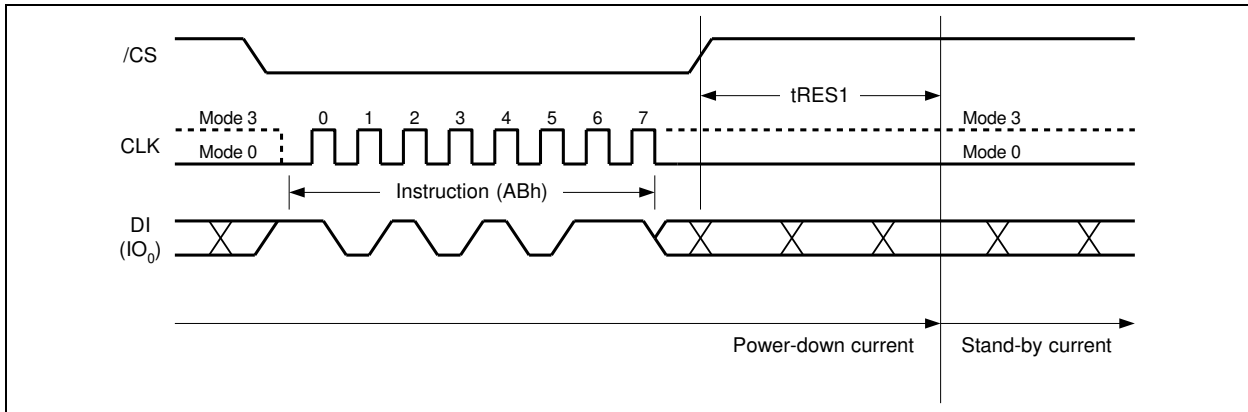 /CS
tRES1
Mode 3
0 1 2 3 4 5 6 7
Mode 3
CLK
Mode 0
Mode 0
Instruction (ABh)
DI
(IO0)
Power-down current
Stand-by current